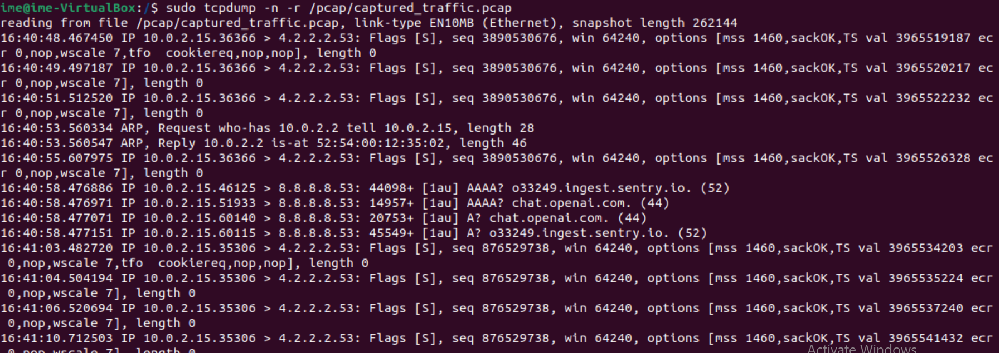 ime@ime-VirtualBox:/$ sudo tcpdump -n -r /pcap/captured_traffic.pcap
reading from file /pcap/captured_traffic.pcap, link-type EN10MB (Ethernet), snapshot length 262144
16:40:48.467450 IP 10.0.2.15.36366 > 4.2.2.2.53: Flags [S], seq 3890530676, win 64240, options [mss 1460,sackOK,TS val 3965519187 ec
r 0,nop,wscale 7,tfo  cookiereq,nop,nop], length 0
16:40:49.497187 IP 10.0.2.15.36366 > 4.2.2.2.53: Flags [S], seq 3890530676, win 64240, options [mss 1460,sackOK,TS val 3965520217 ec
r 0,nop,wscale 7], length 0
16:40:51.512520 IP 10.0.2.15.36366 > 4.2.2.2.53: Flags [S], seq 3890530676, win 64240, options [mss 1460,sackOK,TS val 3965522232 ec
r 0,nop,wscale 7], length 0
16:40:53.560334 ARP, Request who-has 10.0.2.2 tell 10.0.2.15, length 28
16:40:53.560547 ARP, Reply 10.0.2.2 is-at 52:54:00:12:35:02, length 46
16:40:55.607975 IP 10.0.2.15.36366 > 4.2.2.2.53: Flags [S], seq 3890530676, win 64240, options [mss 1460,sackOK,TS val 3965526328 ec
r 0,nop,wscale 7], length 0
16:40:58.476886 IP 10.0.2.15.46125 > 8.8.8.8.53: 44098+ [1au] AAAA? o33249.ingest.sentry.io. (52)
16:40:58.476971 IP 10.0.2.15.51933 > 8.8.8.8.53: 14957+ [1au] AAAA? chat.openai.com. (44)
16:40:58.477071 IP 10.0.2.15.60140 > 8.8.8.8.53: 20753+ [1au] A? chat.openai.com. (44)
16:40:58.477151 IP 10.0.2.15.60115 > 8.8.8.8.53: 45549+ [1au] A? o33249.ingest.sentry.io. (52)
16:41:03.482720 IP 10.0.2.15.35306 > 4.2.2.2.53: Flags [S], seq 876529738, win 64240, options [mss 1460,sackOK,TS val 3965534203 ecr
 0,nop,wscale 7,tfo  cookiereq,nop,nop], length 0
16:41:04.504194 IP 10.0.2.15.35306 > 4.2.2.2.53: Flags [S], seq 876529738, win 64240, options [mss 1460,sackOK,TS val 3965535224 ecr
 0,nop,wscale 7], length 0
16:41:06.520694 IP 10.0.2.15.35306 > 4.2.2.2.53: Flags [S], seq 876529738, win 64240, options [mss 1460,sackOK,TS val 3965537240 ecr
 0,nop,wscale 7], length 0
16:41:10.712503 IP 10.0.2.15.35306 > 4.2.2.2.53: Flags [S], seq 876529738, win 64240, options [mss 1460,sackOK,TS val 3965541432 ecr
 0,nop,wscale 7], length 0
Activate Windows